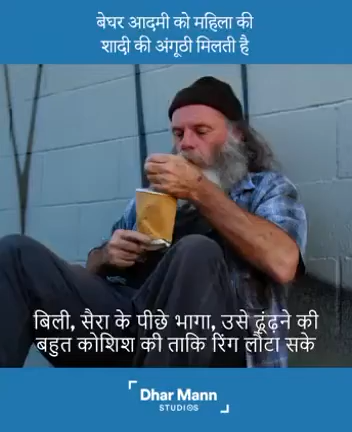 बेघर आदमी को महिला की
शादी की अंगूठी मिलती है
बिली, सैरा के पीछे भागा, उसे ढूंढ़ने की
बहुत कोशिश की ताकि रिंग लौटा सके
Dhar Mann
STUDIOS